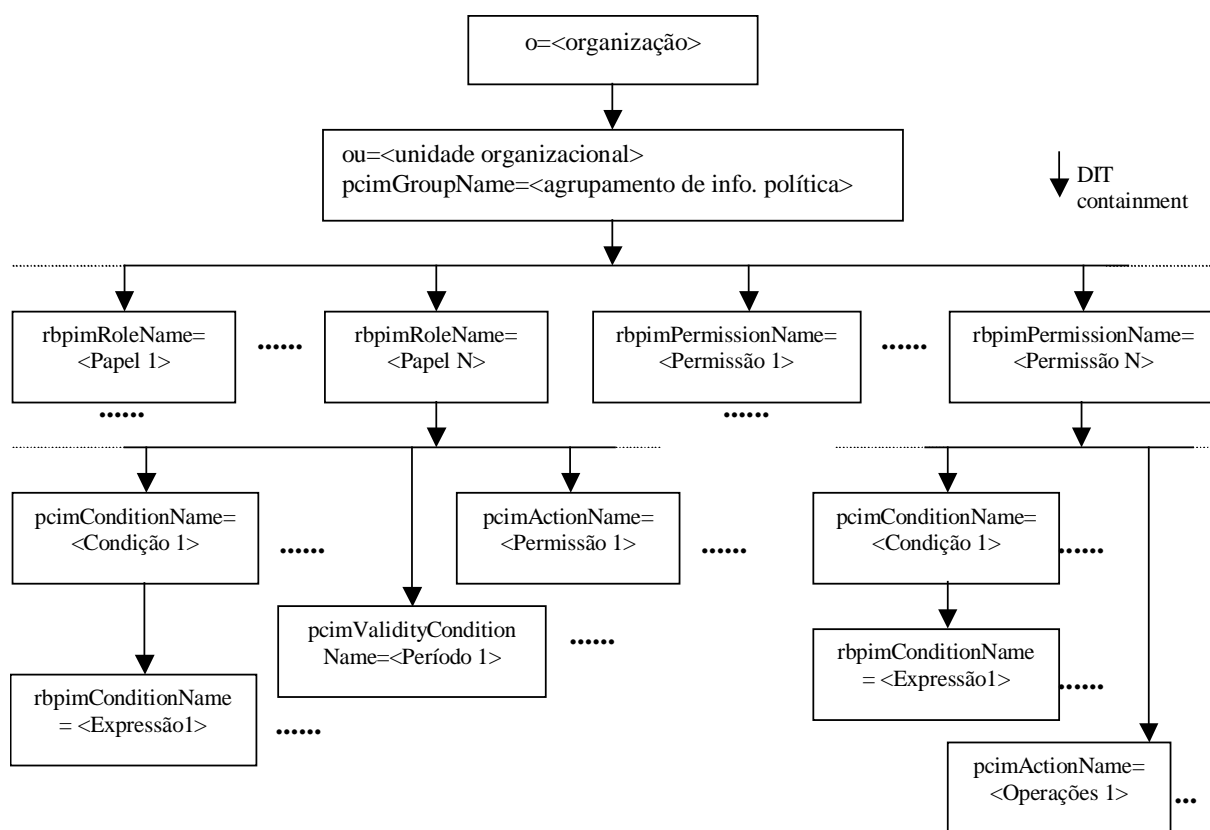 o=<organização>
ou=<unidade organizacional>
pcimGroupName=<agrupamento de info. política>
DIT
containment
rbpimRoleName=
<Papel 1>
......
rbpimRoleName=
<Papel N>
rbpimPermissionName=
<Permissão 1>
......
rbpimPermissionName=
<Permissão N>
......
......
pcimConditionName=
<Condição 1>
......
pcimActionName=
<Permissão 1>
......
pcimConditionName=
<Condição 1>
......
pcimValidityCondition
Name=<Período 1>
......
rbpimConditionName
= <Expressão1>
......
rbpimConditionName
= <Expressão1>
......
pcimActionName=
<Operações 1>
...